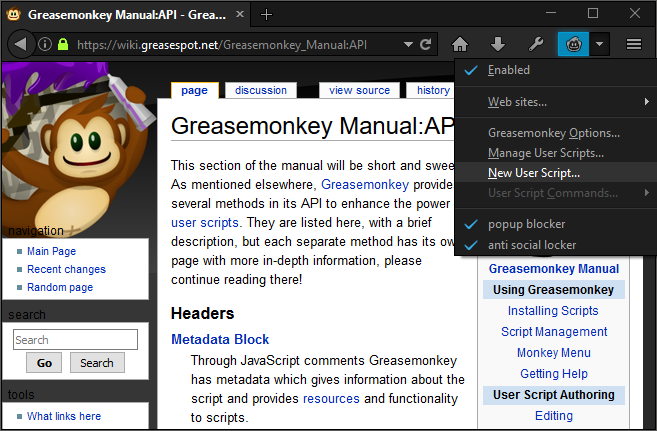 Greasemonkey Manual:API - Grea...
https://wiki.greasespot.net/Greasemonkey_Manual:API
Enabled
Web sites...
Greasemonkey Options...
Manage User Scripts...
New User Script...
User Script Commands...
popup blocker
anti social locker
page
discussion
view source
history
Greasemonkey Manual:AP
This section of the manual will be short and swee
As mentioned elsewhere, Greasemonkey provide
several methods in its API to enhance the power
user scripts. They are listed here, with a brief
description, but each separate method has its ow
page with more in-depth information, please
continue reading there!
Headers
Metadata Block
Through JavaScript comments Greasemonkey
has metadata which gives information about the
script and provides resources and functionality
to scripts.
navigation
Main Page
Recent changes
Random page
search
Search
Go
Search
tools
What links here
Greasemonkey Manual
Using Greasemonkey
Installing Scripts
Script Management
Monkey Menu
Getting Help
User Script Authoring
Editing